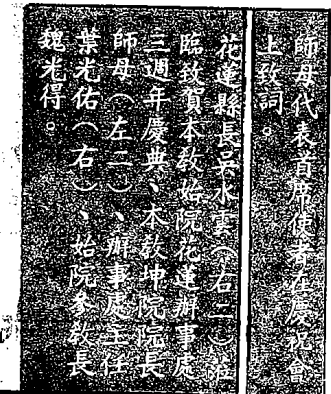 師母代表首席使者在慶祝會
上致詞。
花蓮縣長吳水雲（右二）蒞
臨致賀本教始院花蓮辦事處
三週年慶典、本教坤院院長
師母（左二）、辦事處主任
葉光佑（右）、始院參教長
魏光得。